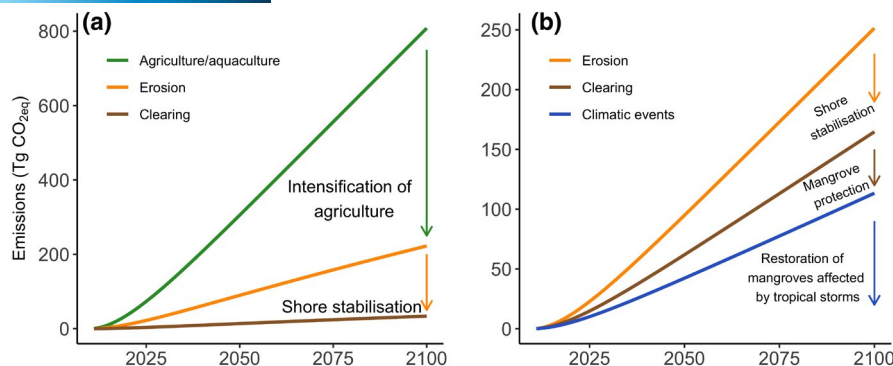 (a)
Agriculture/aquaculture
Erosion
Clearing
Emissions (Tg CO2eq)
800
600
400
200
0
Intensification of
agriculture
Shore stabilisation
2025
2050
2075
2100
(b)
Erosion
Clearing
Climatic events
250
200
150
100
50
0
Shore
stabilisation
Mangrove
protection
Restoration of
mangroves affected
by tropical storms
2025
2050
2075
2100